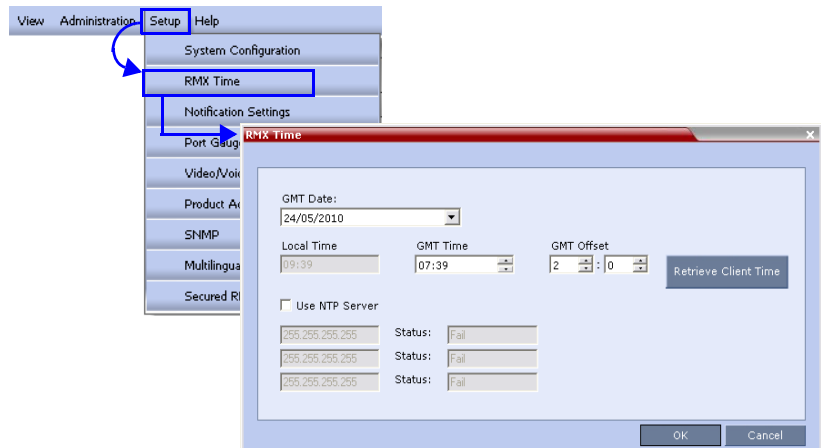 View Administration Setup Help
System Configuration
RMX Time
Notification Settings
Port Gaug
RMX Time
Video/Voi
Product A
SNMP
Multilingua
Secured R
GMT Date:
24/05/2010
Local Time GMT Time GMT Offset
09:39 07:39 2 : 0 Retrieve Client Time
Use NTP Server
255.255.255.255 Status: Fail
255.255.255.255 Status: Fail
255.255.255.255 Status: Fail
OK Cancel